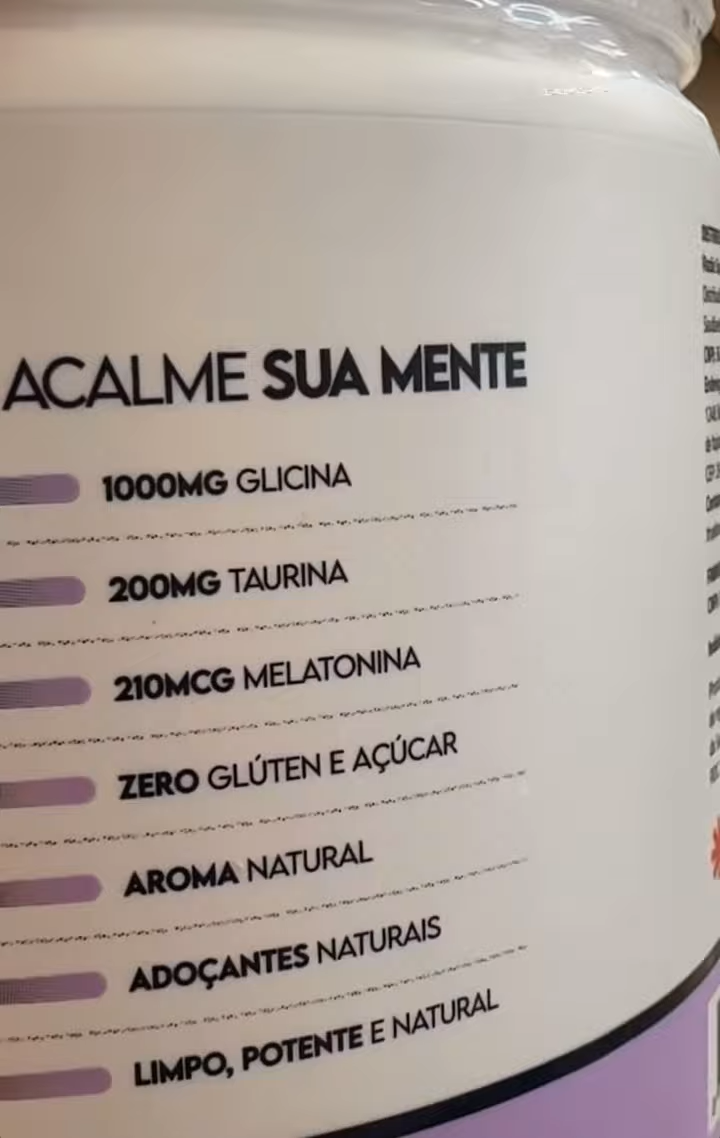 ACALME SUA MENTE
1000MG GLICINA
200MG TAURINA
210MCG MELATONINA
ZERO GLÚTEN E AÇÚCAR
AROMA NATURAL
ADOÇANTES NATURAIS
LIMPO, POTENTE E NATURAL